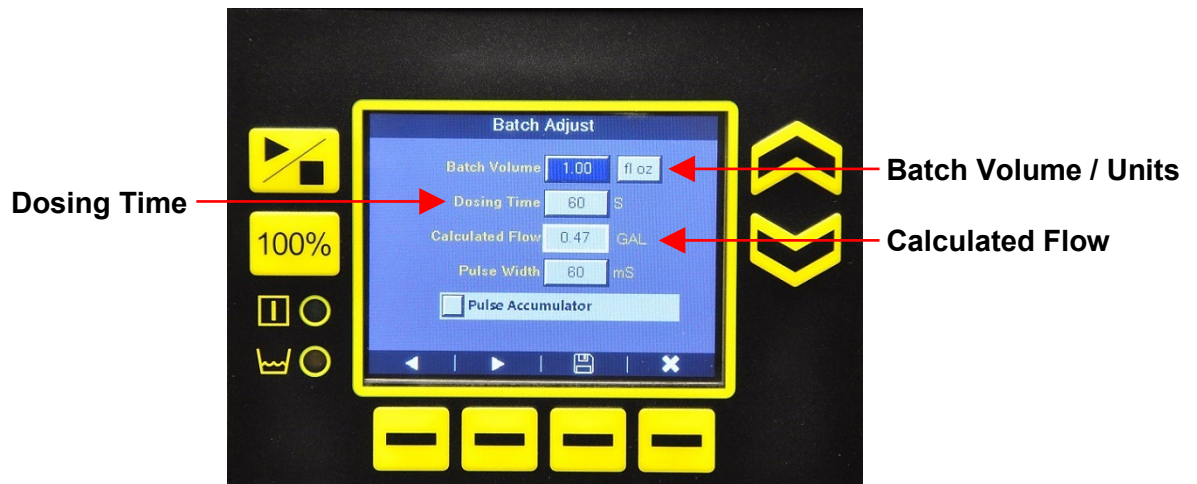 Batch Adjust
Batch Volume 1.00 fl oz
Batch Volume / Units
Dosing Time
Dosing Time 60 S
100%
Calculated Flow 0.47 GAL
Calculated Flow
Pulse Width 60 mS
Pulse Accumulator